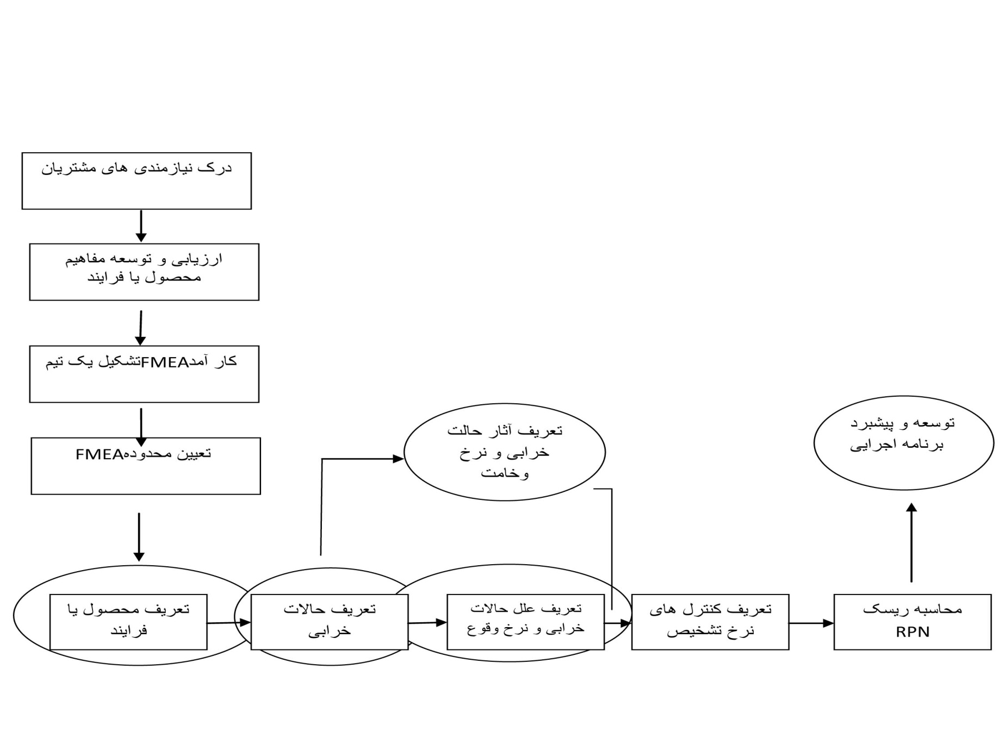 درک نیازمندی های مشتریان
ارزیابی و توسعه مفاهیم
محصول یا فرایند
کار آمدFMEAتشکیل یک تیم
تعیین محدودهFMEA
تعریف محصول یا
فرایند
تعریف حالات
خرابی
تعریف آثار حالت
خرابی و نرخ
وخامت
تعریف علل حالات
خرابی و نرخ وقوع
تعریف کنترل های
نرخ تشخیص
محاسبه ریسک
RPN
توسعه و پیشبرد
برنامه اجرایی